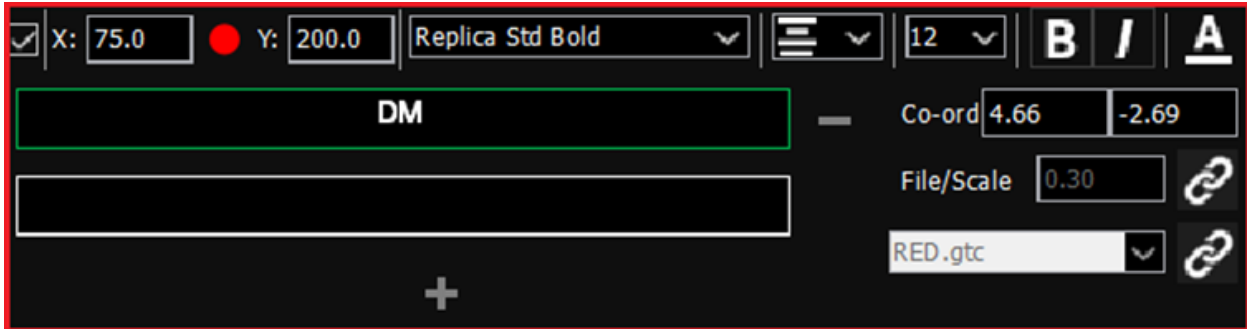 X: 75.0 Y: 200.0 Replica Std Bold 12 B I A
DM
Co-ord 4.66 -2.69
File/Scale 0.30
RED.gtc